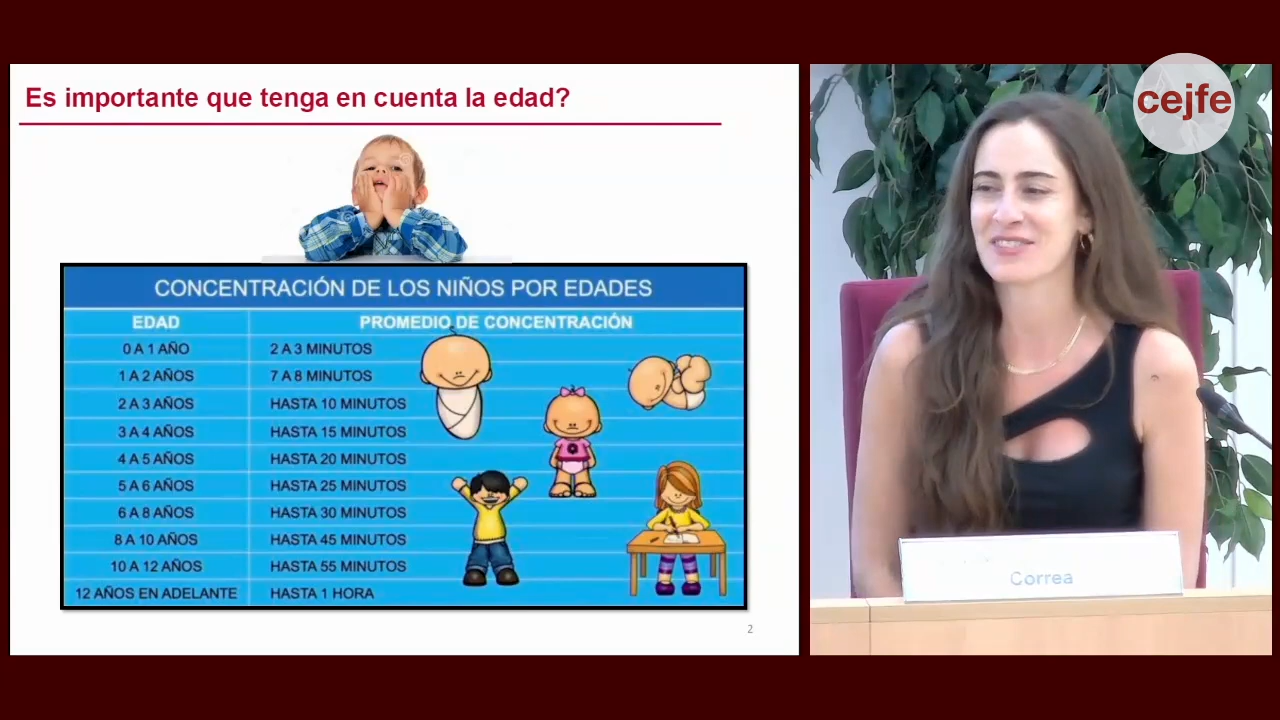 Es importante que tenga en cuenta la edad?
CONCENTRACIÓN DE LOS NIÑOS POR EDADES
EDAD PROMEDIO DE CONCENTRACIÓN
0 A 1 AÑO 2 A 3 MINUTOS
1 A 2 AÑOS 7 A 8 MINUTOS
2 A 3 AÑOS HASTA 10 MINUTOS
3 A 4 AÑOS HASTA 15 MINUTOS
4 A 5 AÑOS HASTA 20 MINUTOS
5 A 6 AÑOS HASTA 25 MINUTOS
6 A 8 AÑOS HASTA 30 MINUTOS
8 A 10 AÑOS HASTA 45 MINUTOS
10 A 12 AÑOS HASTA 55 MINUTOS
12 AÑOS EN ADELANTE HASTA 1 HORA
2
cejfe
Correa